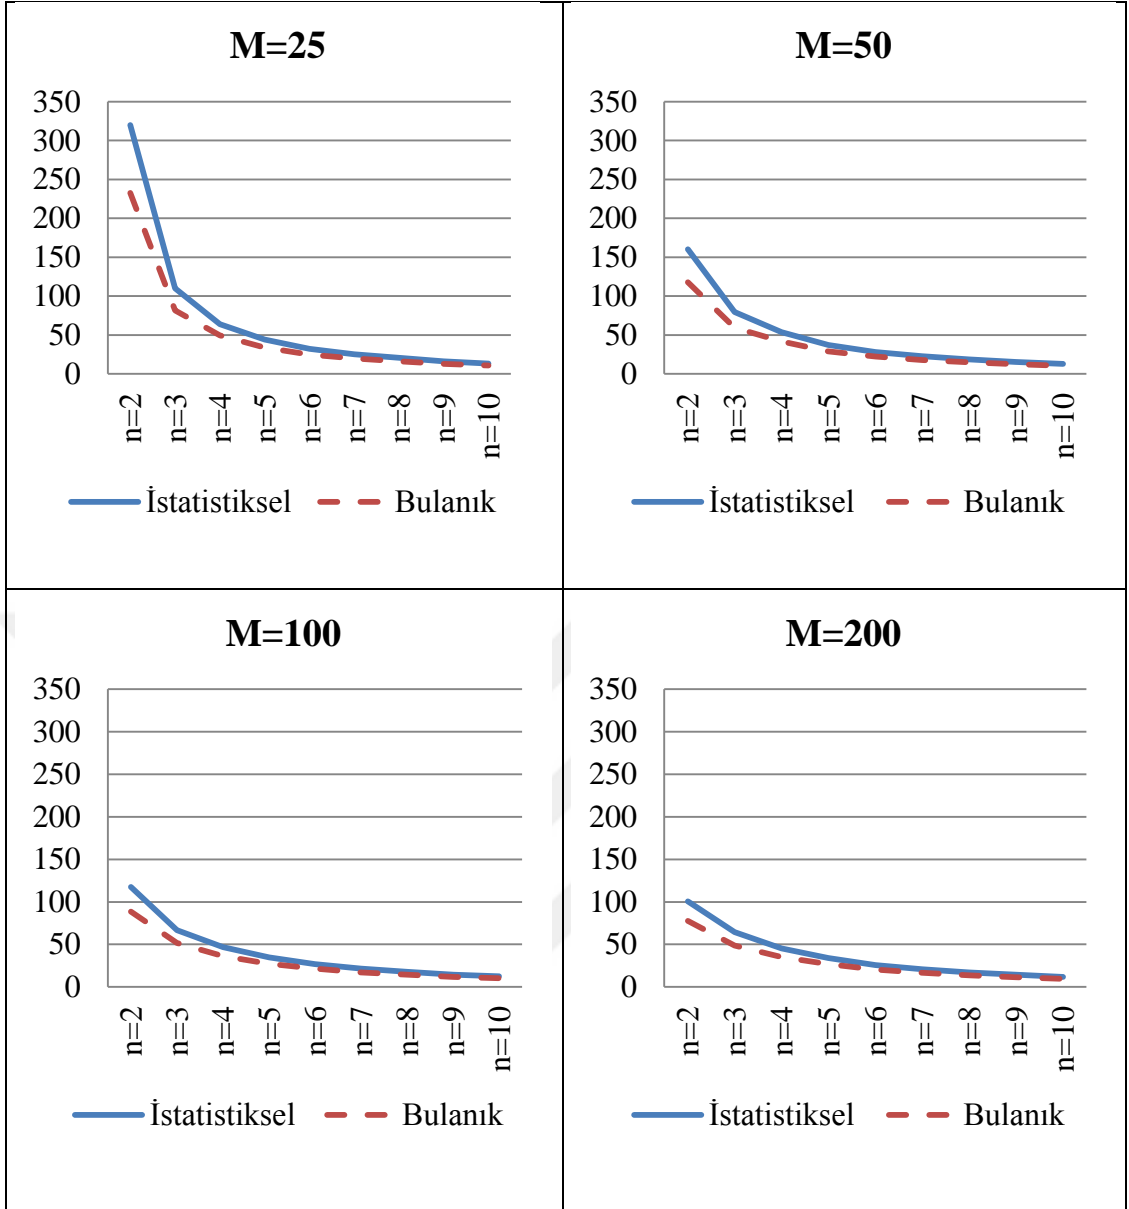 M=25
350
300
250
200
150
100
50
0
n=2
n=3
n=4
n=5
n=6
n=7
n=8
n=9
n=10
İstatistiksel Bulanık
M=50
350
300
250
200
150
100
50
0
n=2
n=3
n=4
n=5
n=6
n=7
n=8
n=9
n=10
İstatistiksel Bulanık
M=100
350
300
250
200
150
100
50
0
n=2
n=3
n=4
n=5
n=6
n=7
n=8
n=9
n=10
İstatistiksel Bulanık
M=200
350
300
250
200
150
100
50
0
n=2
n=3
n=4
n=5
n=6
n=7
n=8
n=9
n=10
İstatistiksel Bulanık